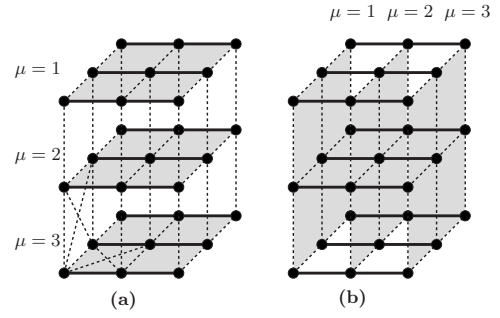 μ = 1 μ = 2 μ = 3
μ = 1
μ = 2
μ = 3
(a) (b)